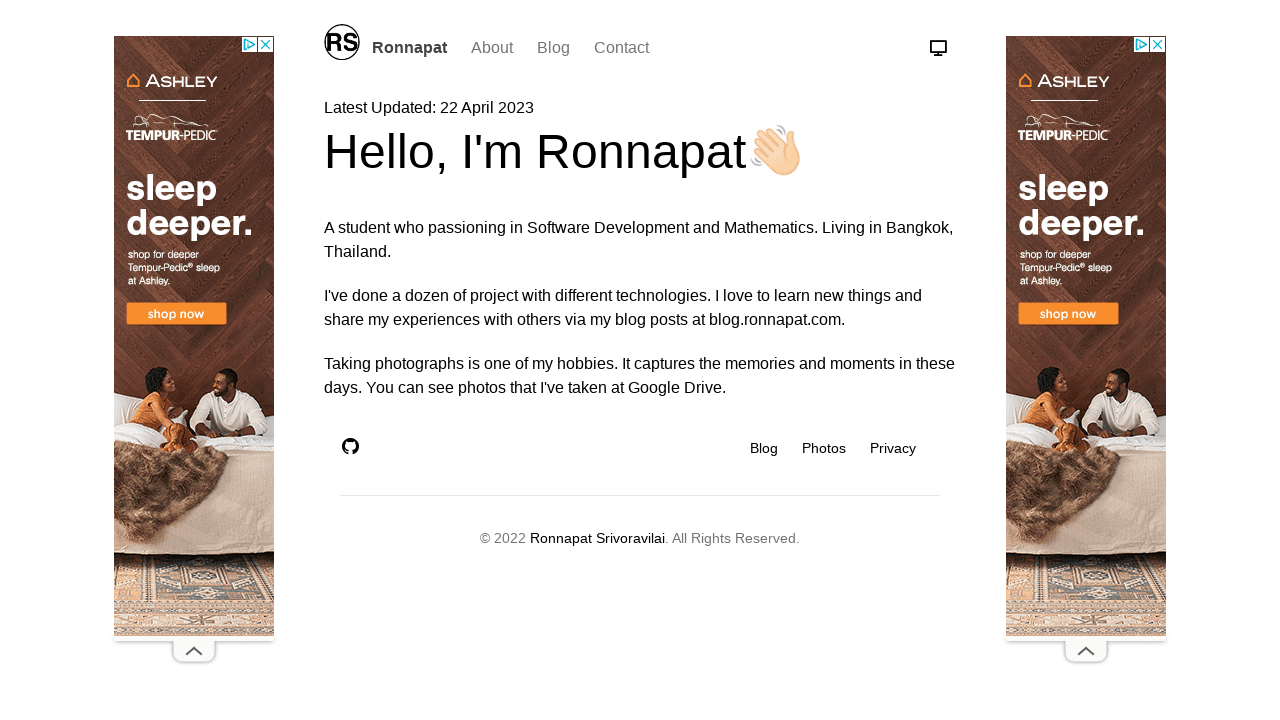 RS
Ronnapat About Blog Contact
Latest Updated: 22 April 2023
Hello, I'm Ronnapat
A student who passioning in Software Development and Mathematics. Living in Bangkok,
Thailand.
I've done a dozen of project with different technologies. I love to learn new things and
share my experiences with others via my blog posts at blog.ronnapat.com.
Taking photographs is one of my hobbies. It captures the memories and moments in these
days. You can see photos that I've taken at Google Drive.
Blog Photos Privacy
© 2022 Ronnapat Srivoravilai. All Rights Reserved.
ASHLEY
TEMPUR-PEDIC
sleep
deeper.
shop for deeper
Tempur-Pedic® sleep
at Ashley.
shop now
ASHLEY
TEMPUR-PEDIC
sleep
deeper.
shop for deeper
Tempur-Pedic® sleep
at Ashley.
shop now